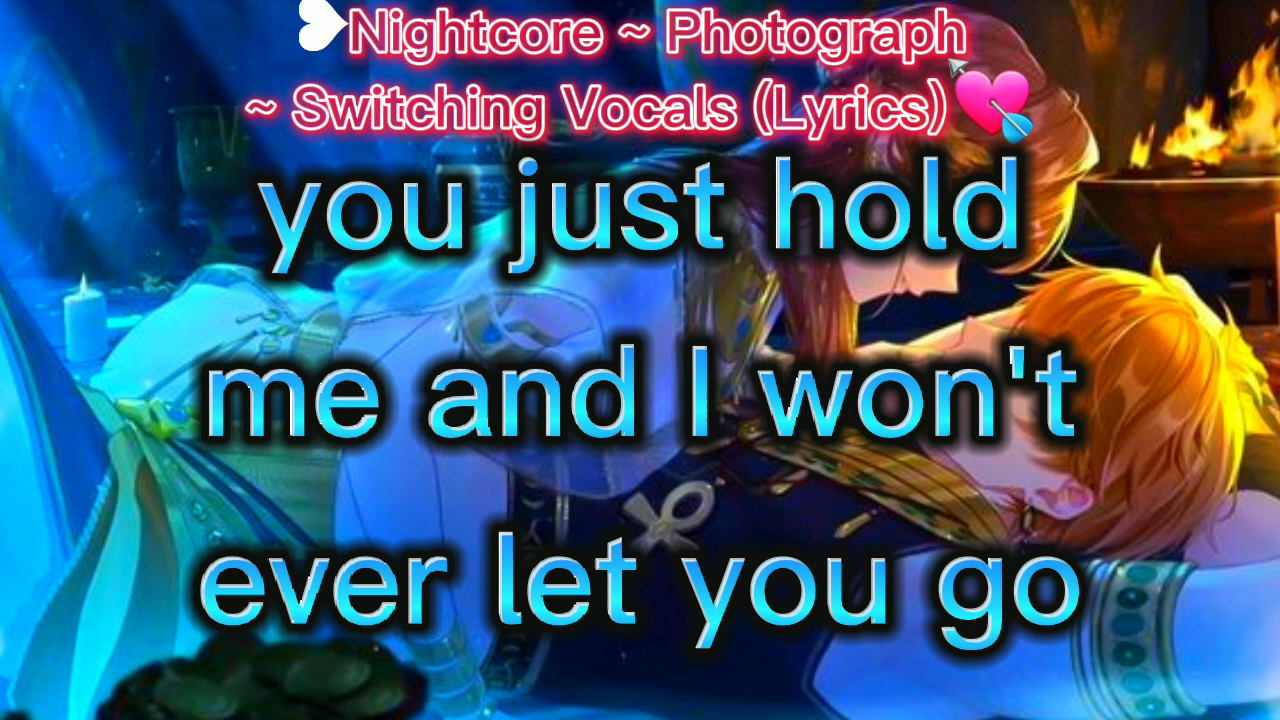 Nightcore ~ Photograph
~ Switching Vocals (Lyrics)
you just hold
me and I won't
ever let you go